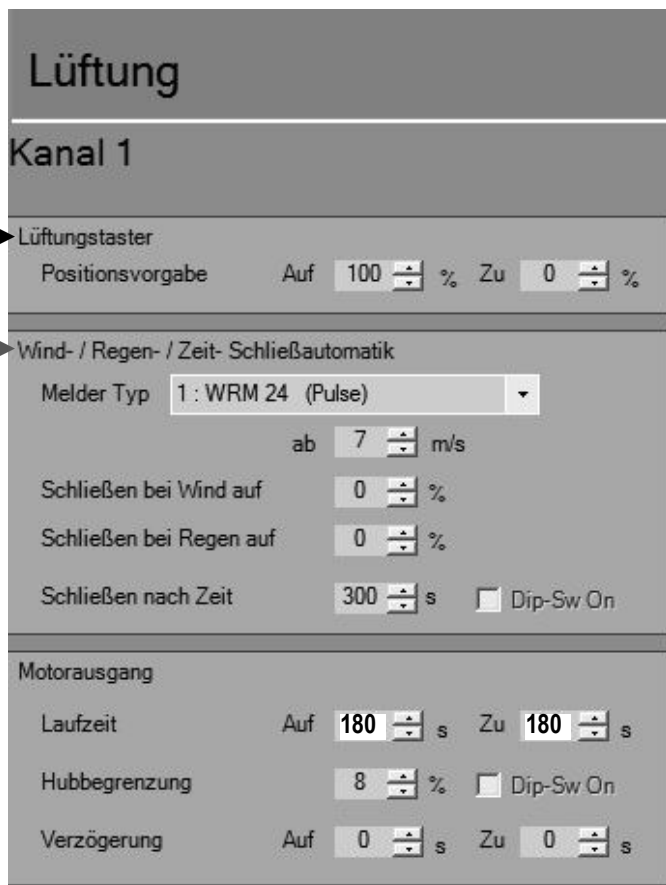 Lüftung
Kanal 1
Lüftungstaster
Positionsvorgabe Auf 100 % Zu 0 %
Wind- / Regen- / Zeit- Schließautomatik
Melder Typ 1 : WRM 24 (Pulse)
ab 7 m/s
Schließen bei Wind auf 0 %
Schließen bei Regen auf 0 %
Schließen nach Zeit 300 s Dip-Sw On
Motorausgang
Laufzeit Auf 180 s Zu 180 s
Hubbegrenzung 8 % Dip-Sw On
Verzögerung Auf 0 s Zu 0 s